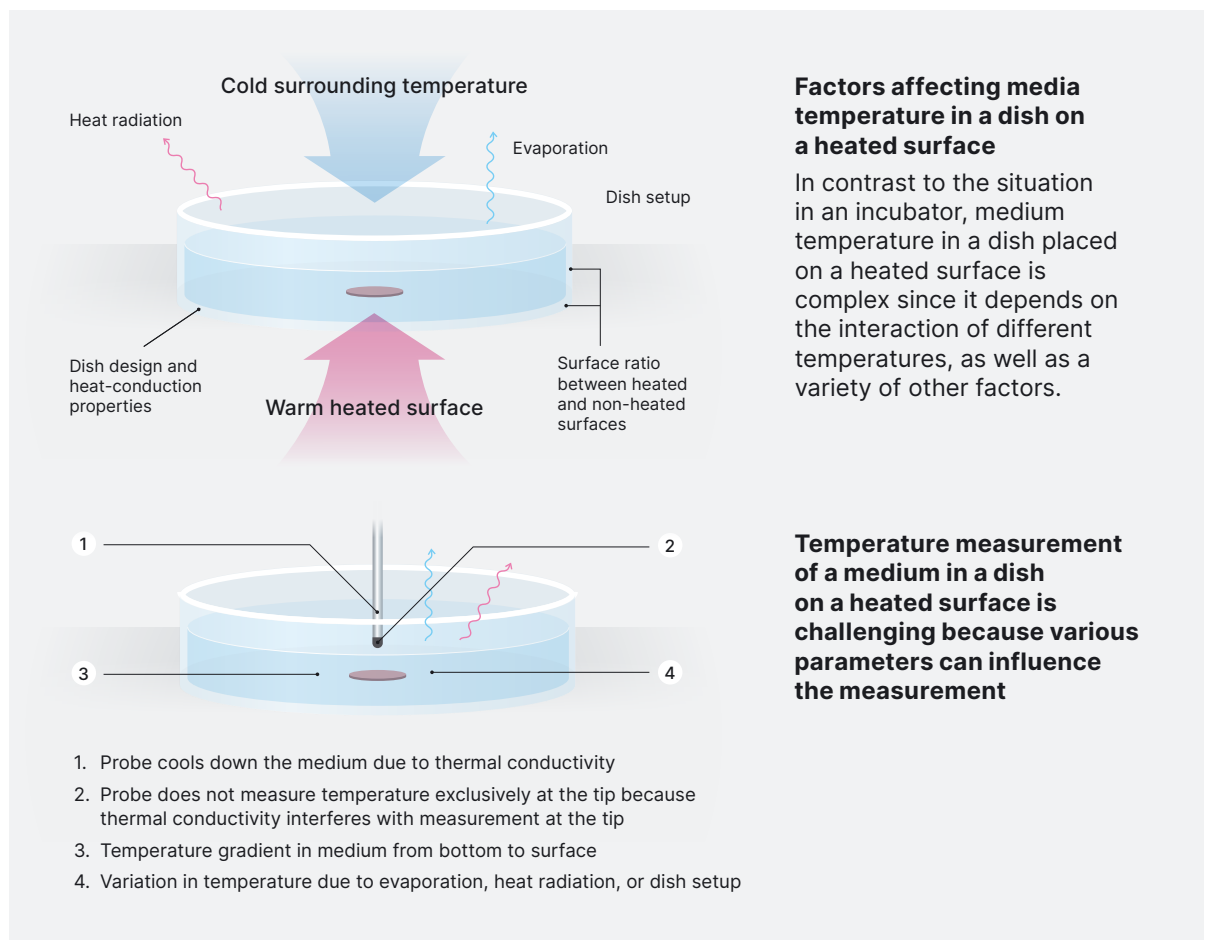 Cold surrounding temperature
Heat radiation
Evaporation
Dish setup
Dish design and
heat-conduction
properties
Warm heated surface
Surface ratio
between heated
and non-heated
surfaces
Factors affecting media
temperature in a dish on
a heated surface
In contrast to the situation
in an incubator, medium
temperature in a dish placed
on a heated surface is
complex since it depends on
the interaction of different
temperatures, as well as a
variety of other factors.
1
2
3
4
Temperature measurement
of a medium in a dish
on a heated surface is
challenging because various
parameters can influence
the measurement
1. Probe cools down the medium due to thermal conductivity
2. Probe does not measure temperature exclusively at the tip because
thermal conductivity interferes with measurement at the tip
3. Temperature gradient in medium from bottom to surface
4. Variation in temperature due to evaporation, heat radiation, or dish setup